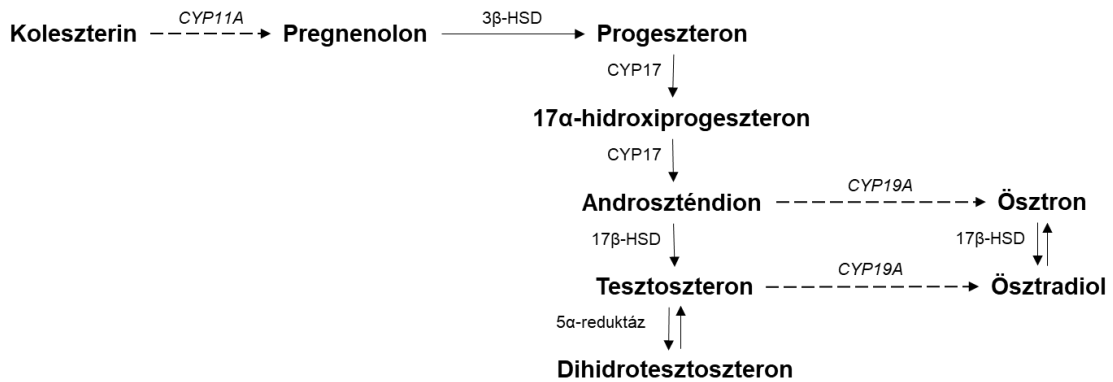 CYP11A
3β-HSD
Koleszterin Pregnenolon Progeszteron
CYP17
17α-hidroxiprogeszteron
CYP17
CYP19A
Androszténdion Ösztron
17β-HSD 17β-HSD
CYP19A
Tesztoszteron Ösztradiol
5α-reduktáz
Dihidrotesztoszteron